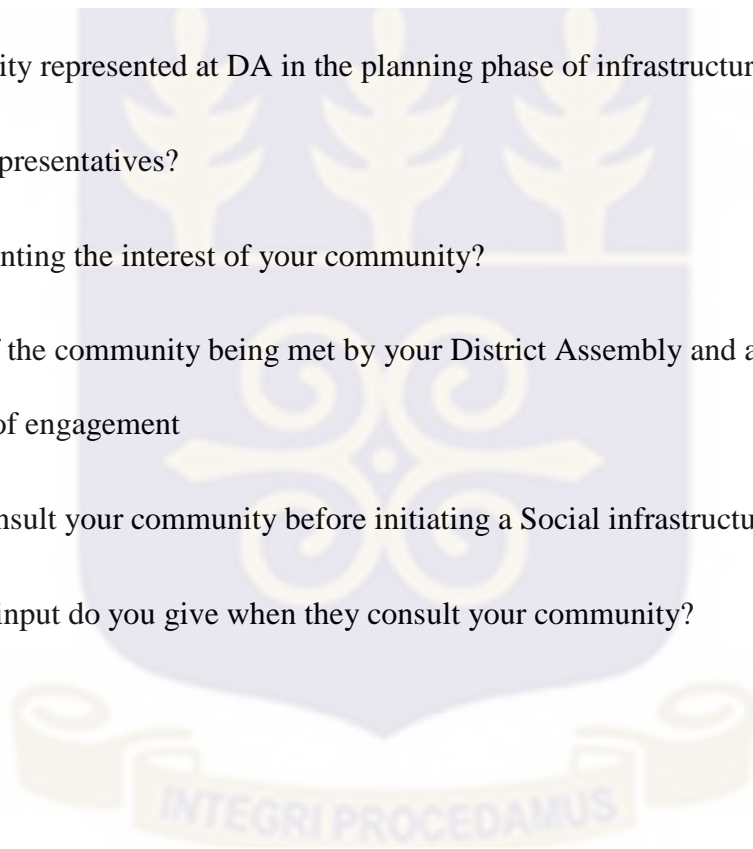 ity represented at DA in the planning phase of infrastructur
presentatives?
nting the interest of your community?
the community being met by your District Assembly and a
of engagement
nsult your community before initiating a Social infrastructu
input do you give when they consult your community?
INTEGRI PROCEDAMUS